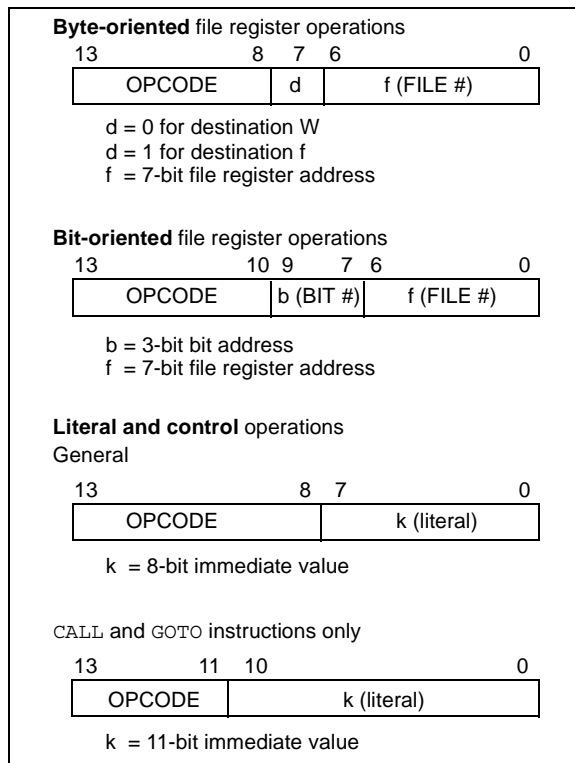 Byte-oriented file register operations
13 8 7 6 0
OPCODE d f (FILE #)
d = 0 for destination W
d = 1 for destination f
f = 7-bit file register address
Bit-oriented file register operations
13 10 9 7 6 0
OPCODE b (BIT #) f (FILE #)
b = 3-bit bit address
f = 7-bit file register address
Literal and control operations
General
13 8 7 0
OPCODE k (literal)
k = 8-bit immediate value
CALL and GOTO instructions only
13 11 10 0
OPCODE k (literal)
k = 11-bit immediate value